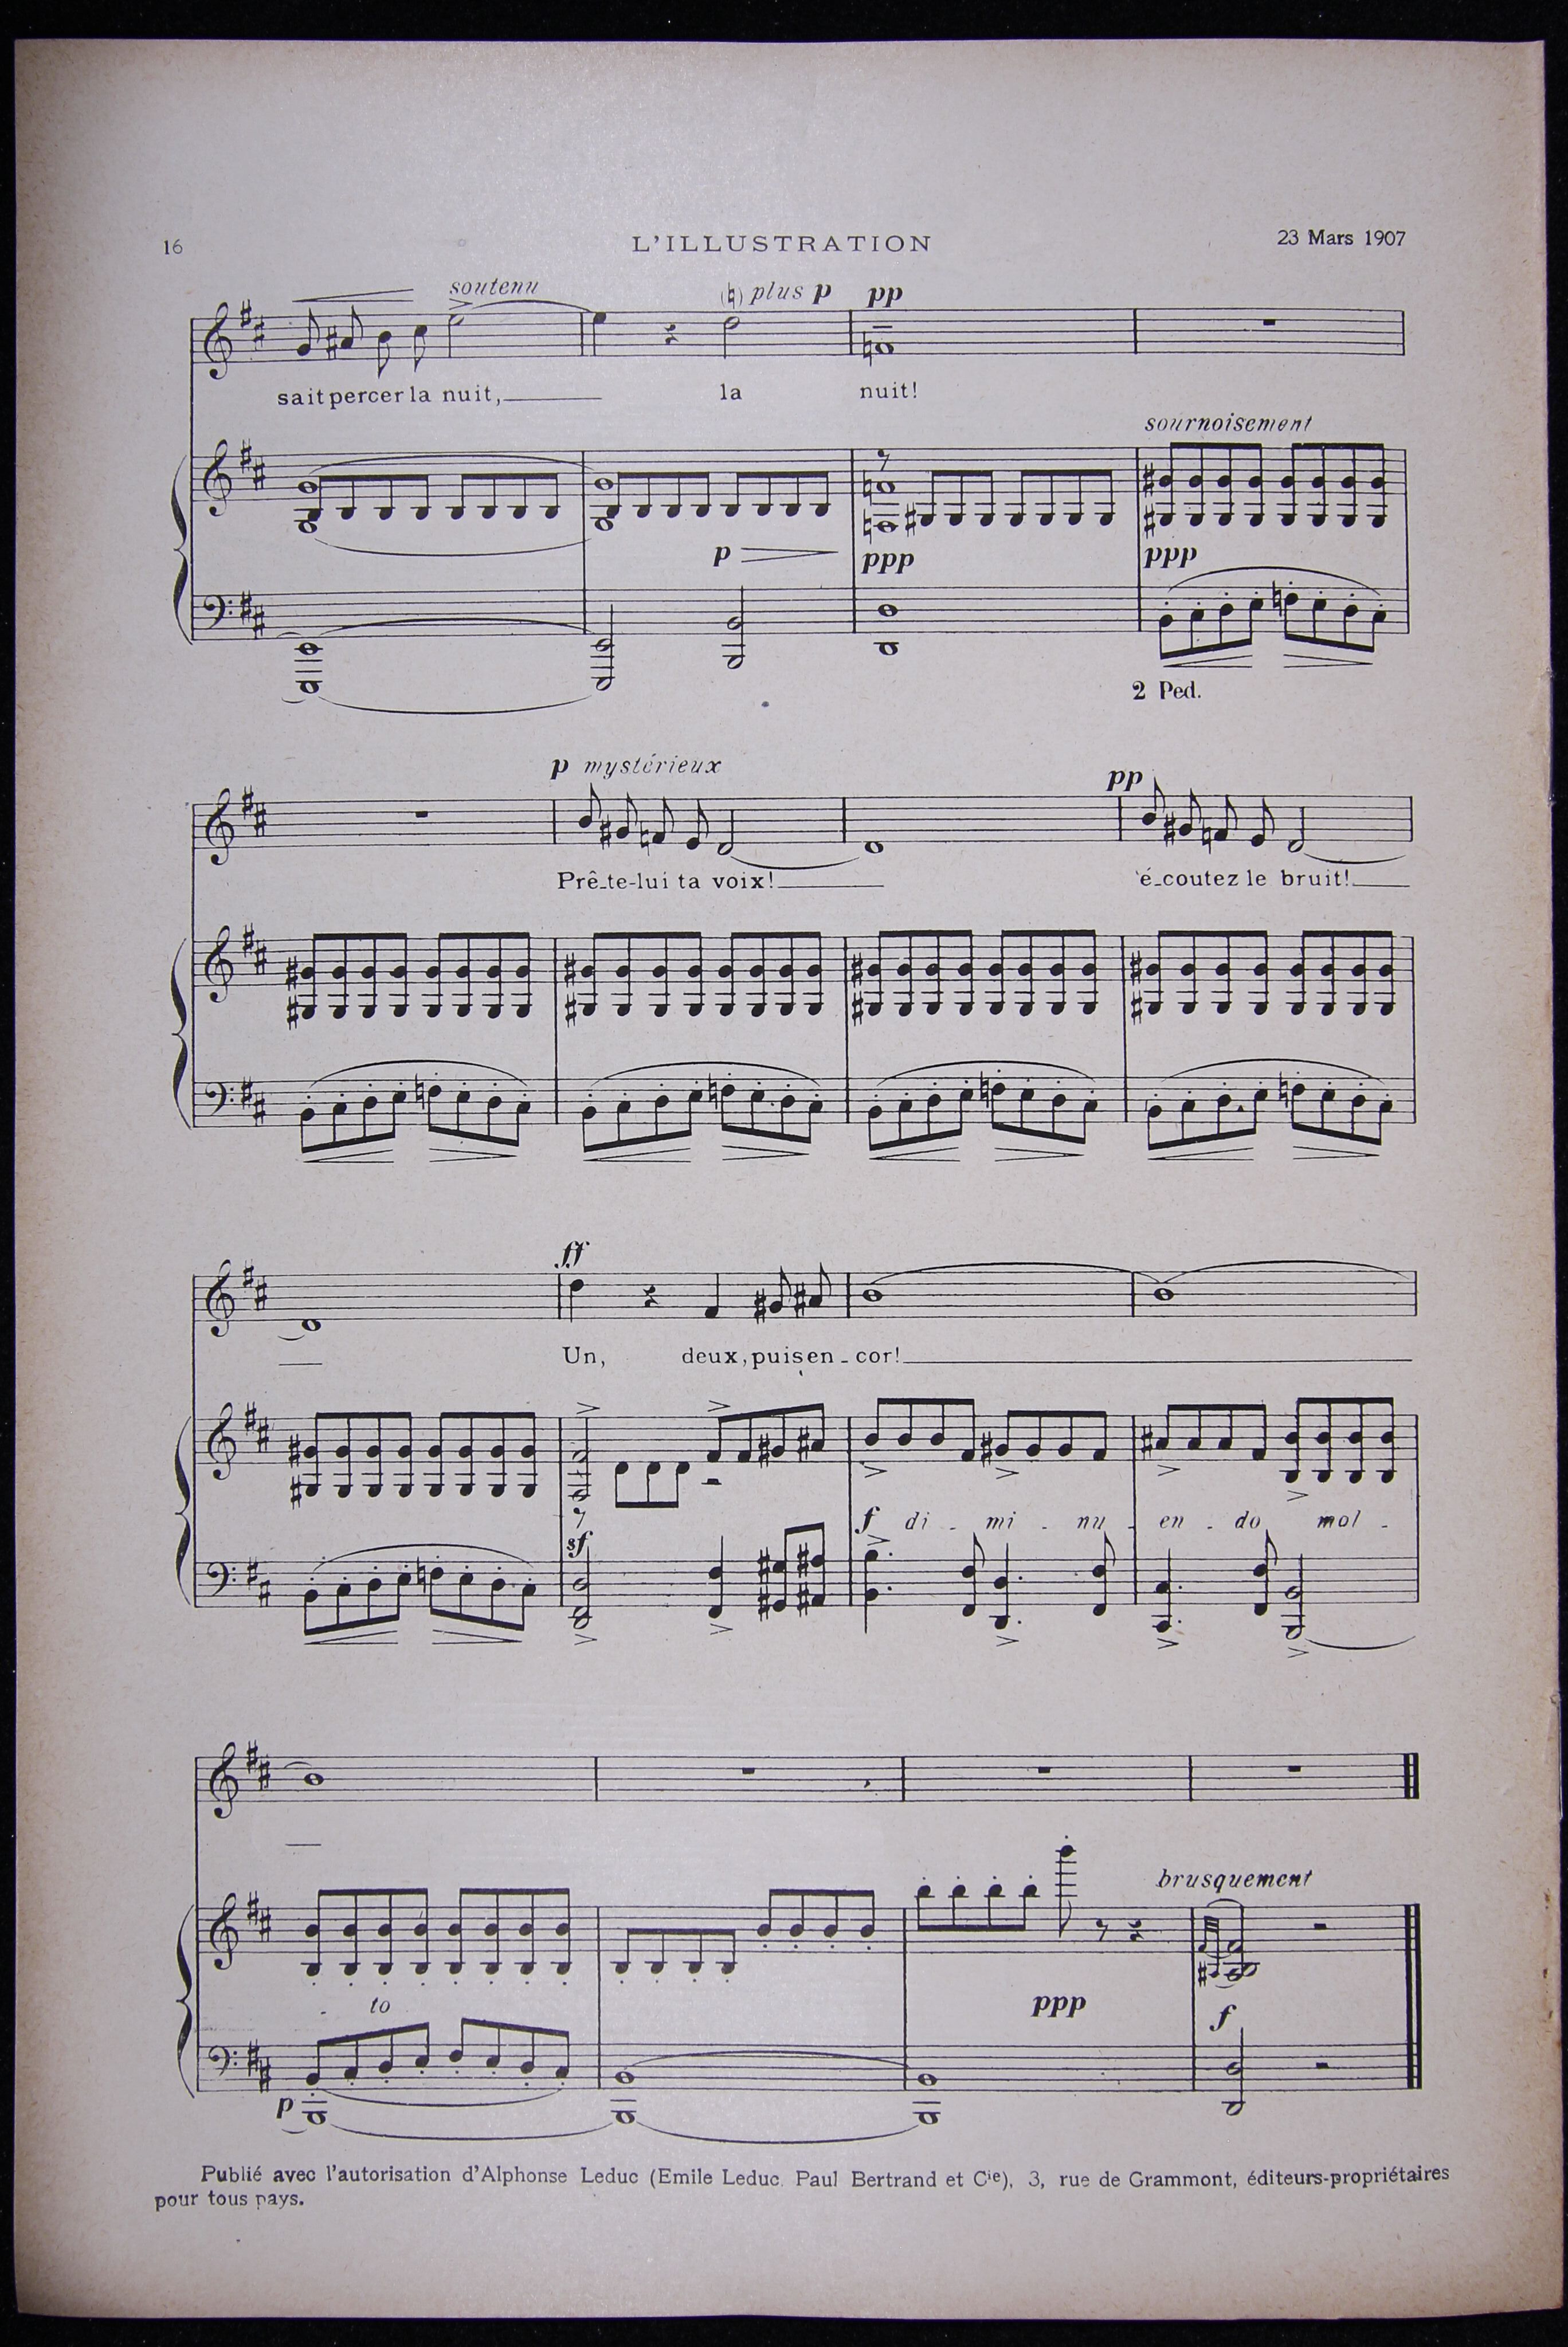 16 L'ILLUSTRATION 23 Mars 1907
soutenu (♮) plus p pp
sait percer la nuit, la nuit!
sournoisement
p ppp ppp
2 Ped.
p mystérieux pp
Prê-te-lui ta voix! é-coutez le bruit!
ff
Un, deux, puis en-cor!
f di - mi - nu - en - do mol -
sf
brusquement
- to ppp f
p
Publié avec l'autorisation d'Alphonse Leduc (Emile Leduc, Paul Bertrand et Cie), 3, rue de Grammont, éditeurs-propriétaires
pour tous pays.